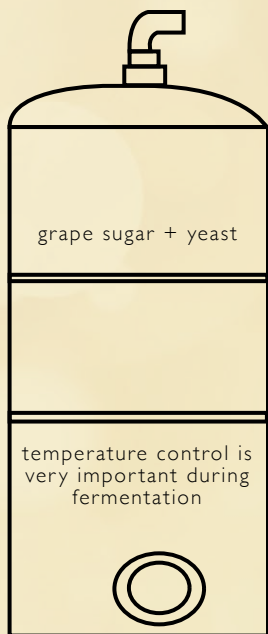 grape sugar + yeast
temperature control is
very important during
fermentation